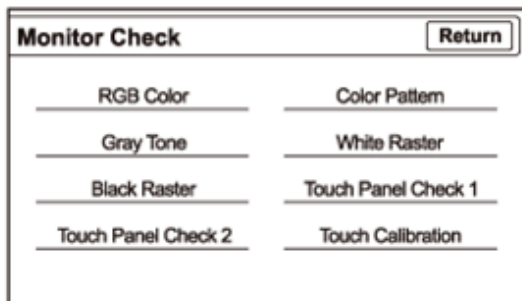 Monitor Check Return
RGB Color Color Pattern
Gray Tone White Raster
Black Raster Touch Panel Check 1
Touch Panel Check 2 Touch Calibration